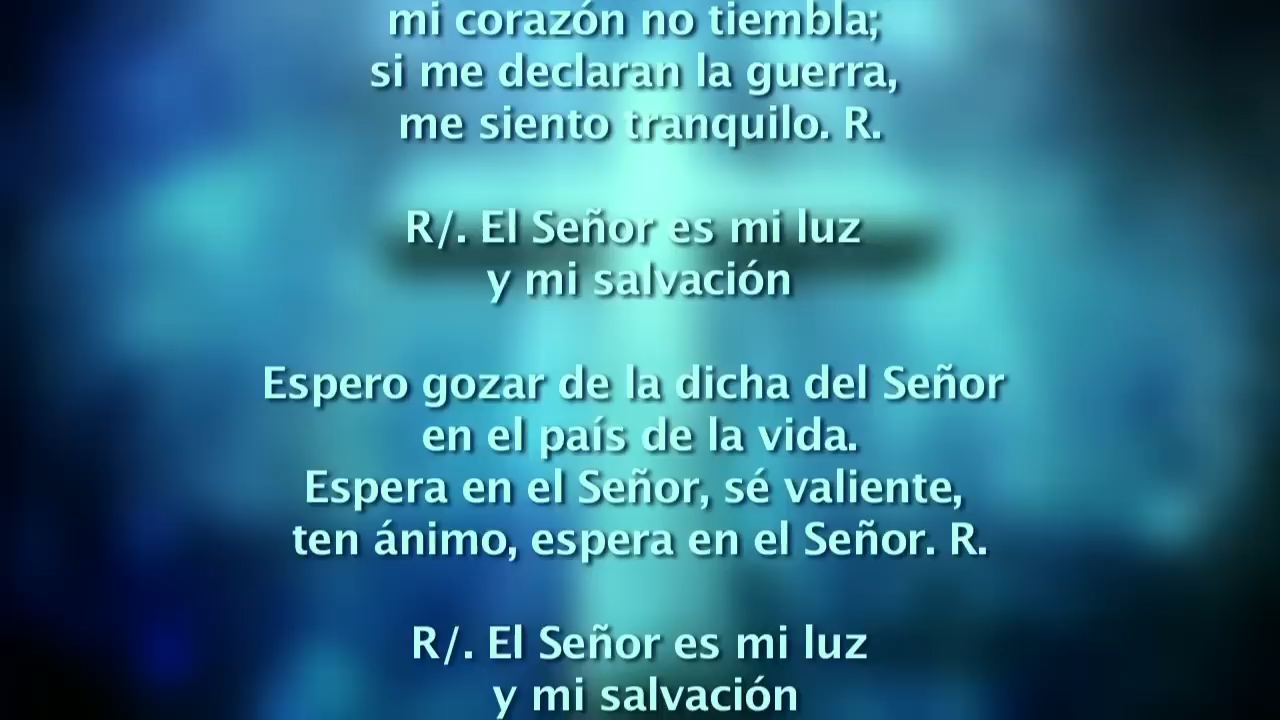 mi corazón no tiembla;
si me declaran la guerra,
me siento tranquilo. R.
R/. El Señor es mi luz
y mi salvación
Espero gozar de la dicha del Señor
en el país de la vida.
Espera en el Señor, sé valiente,
ten ánimo, espera en el Señor. R.
R/. El Señor es mi luz
y mi salvación